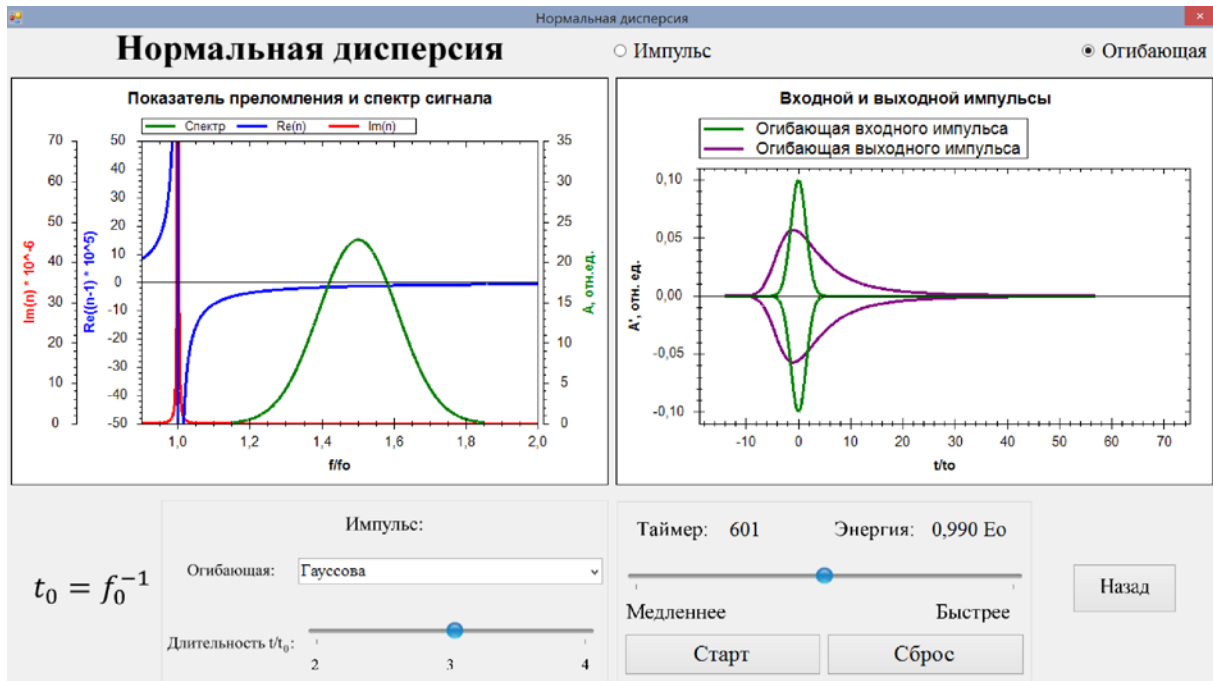 Нормальная дисперсия
Нормальная дисперсия
Импульс
Огибающая
Показатель преломления и спектр сигнала
Спектр Re(n) Im(n)
70 60 50 40 30 20 10 0
Im(n) * 10^-6
50 40 30 20 10 0 -10 -20 -30 -40 -50
Re((n-1) * 10^5)
35 30 25 20 15 10 5 0
A, отн.ед.
1,0 1,2 1,4 1,6 1,8 2,0
f/fo
Входной и выходной импульсы
Огибающая входного импульса
Огибающая выходного импульса
0,10
0,05
0,00
-0,05
-0,10
A', отн. ед.
-10 0 10 20 30 40 50 60 70
t/to
t₀ = f₀⁻¹
Импульс:
Огибающая: Гауссова
Длительность t/t₀:
2 3 4
Таймер: 601 Энергия: 0,990 Eo
Медленнее Быстрее
Старт Сброс
Назад